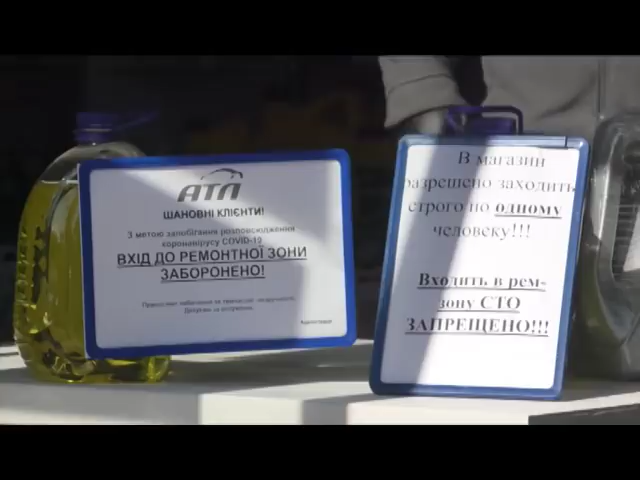 АТЛ
ШАНОВНІ КЛІЄНТИ!
З метою запобігання розповсюдження
коронавірусу COVID-19
ВХІД ДО РЕМОНТНОЇ ЗОНИ
ЗАБОРОНЕНО!
В магазин
разрешено заходить
строго по одному
человеку!!!
Входить в рем-
зону СТО
ЗАПРЕЩЕНО!!!